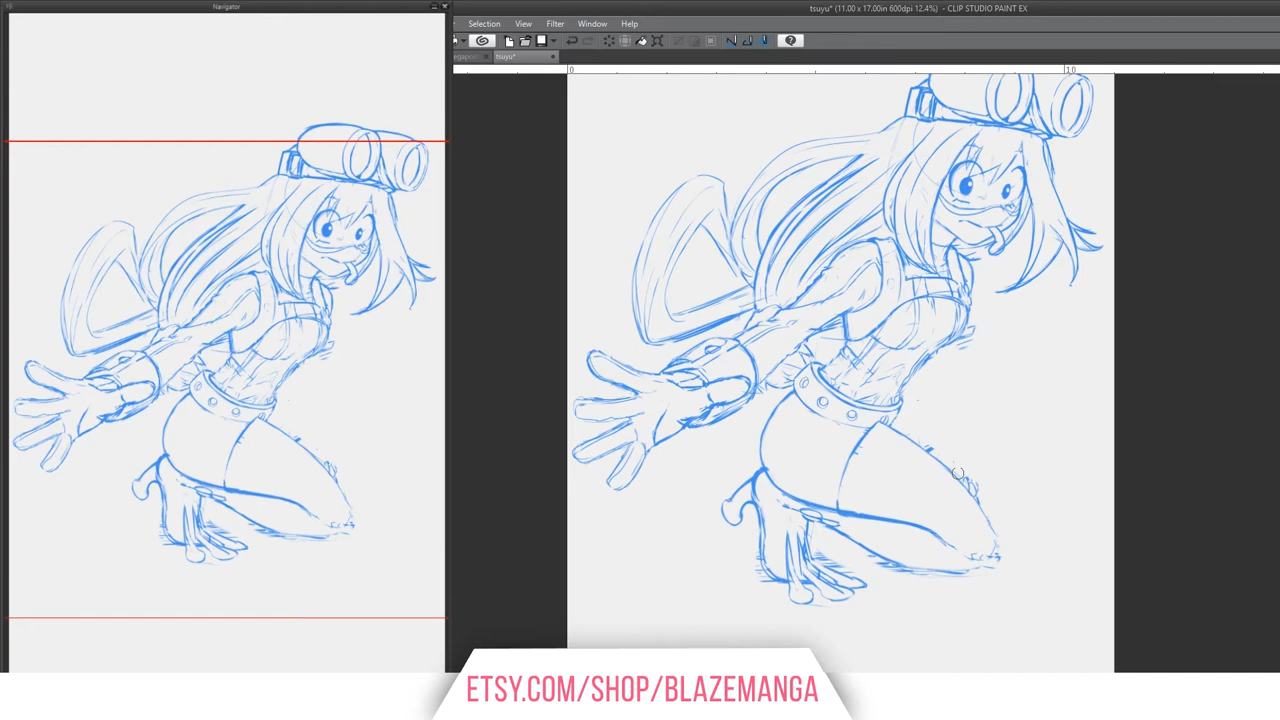 Navigator
tsuyu* (11.00 x 17.00in 600dpi 12.4%) - CLIP STUDIO PAINT EX
Selection View Filter Window Help
tsuyu*
0 10
ETSY.COM/SHOP/BLAZEMANGA